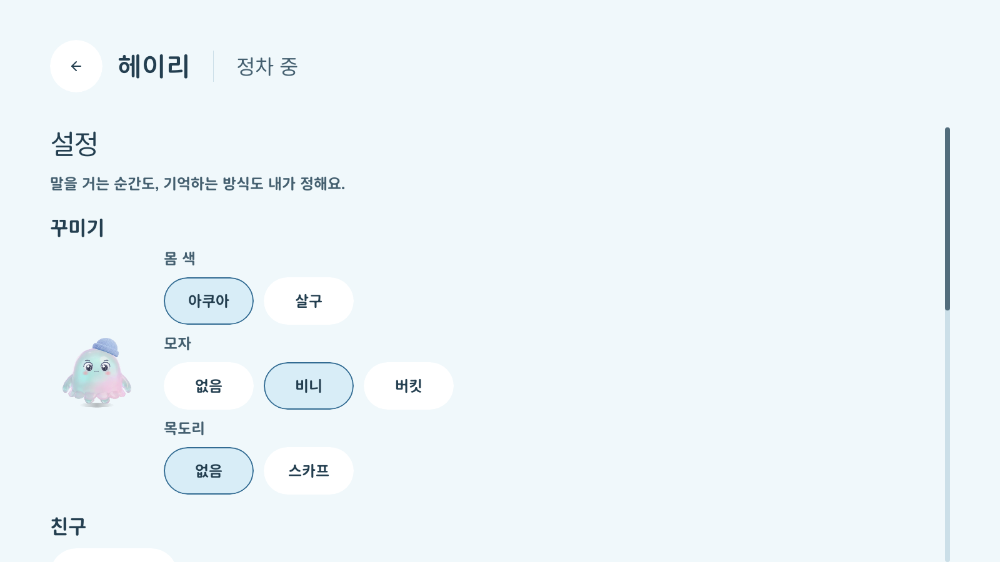 헤이리
정차 중
설정
말을 거는 순간도, 기억하는 방식도 내가 정해요.
꾸미기
몸 색
아쿠아 살구
모자
없음 비니 버킷
목도리
없음 스카프
친구